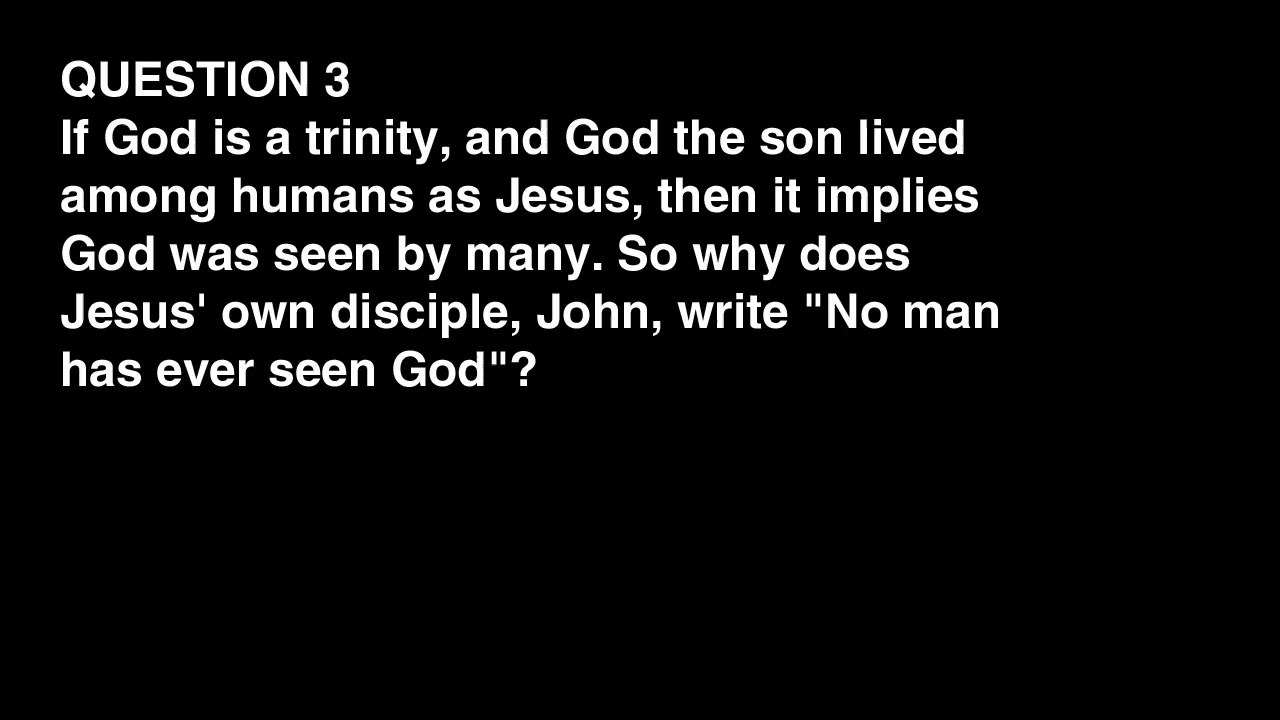 QUESTION 3
If God is a trinity, and God the son lived
among humans as Jesus, then it implies
God was seen by many. So why does
Jesus' own disciple, John, write "No man
has ever seen God"?